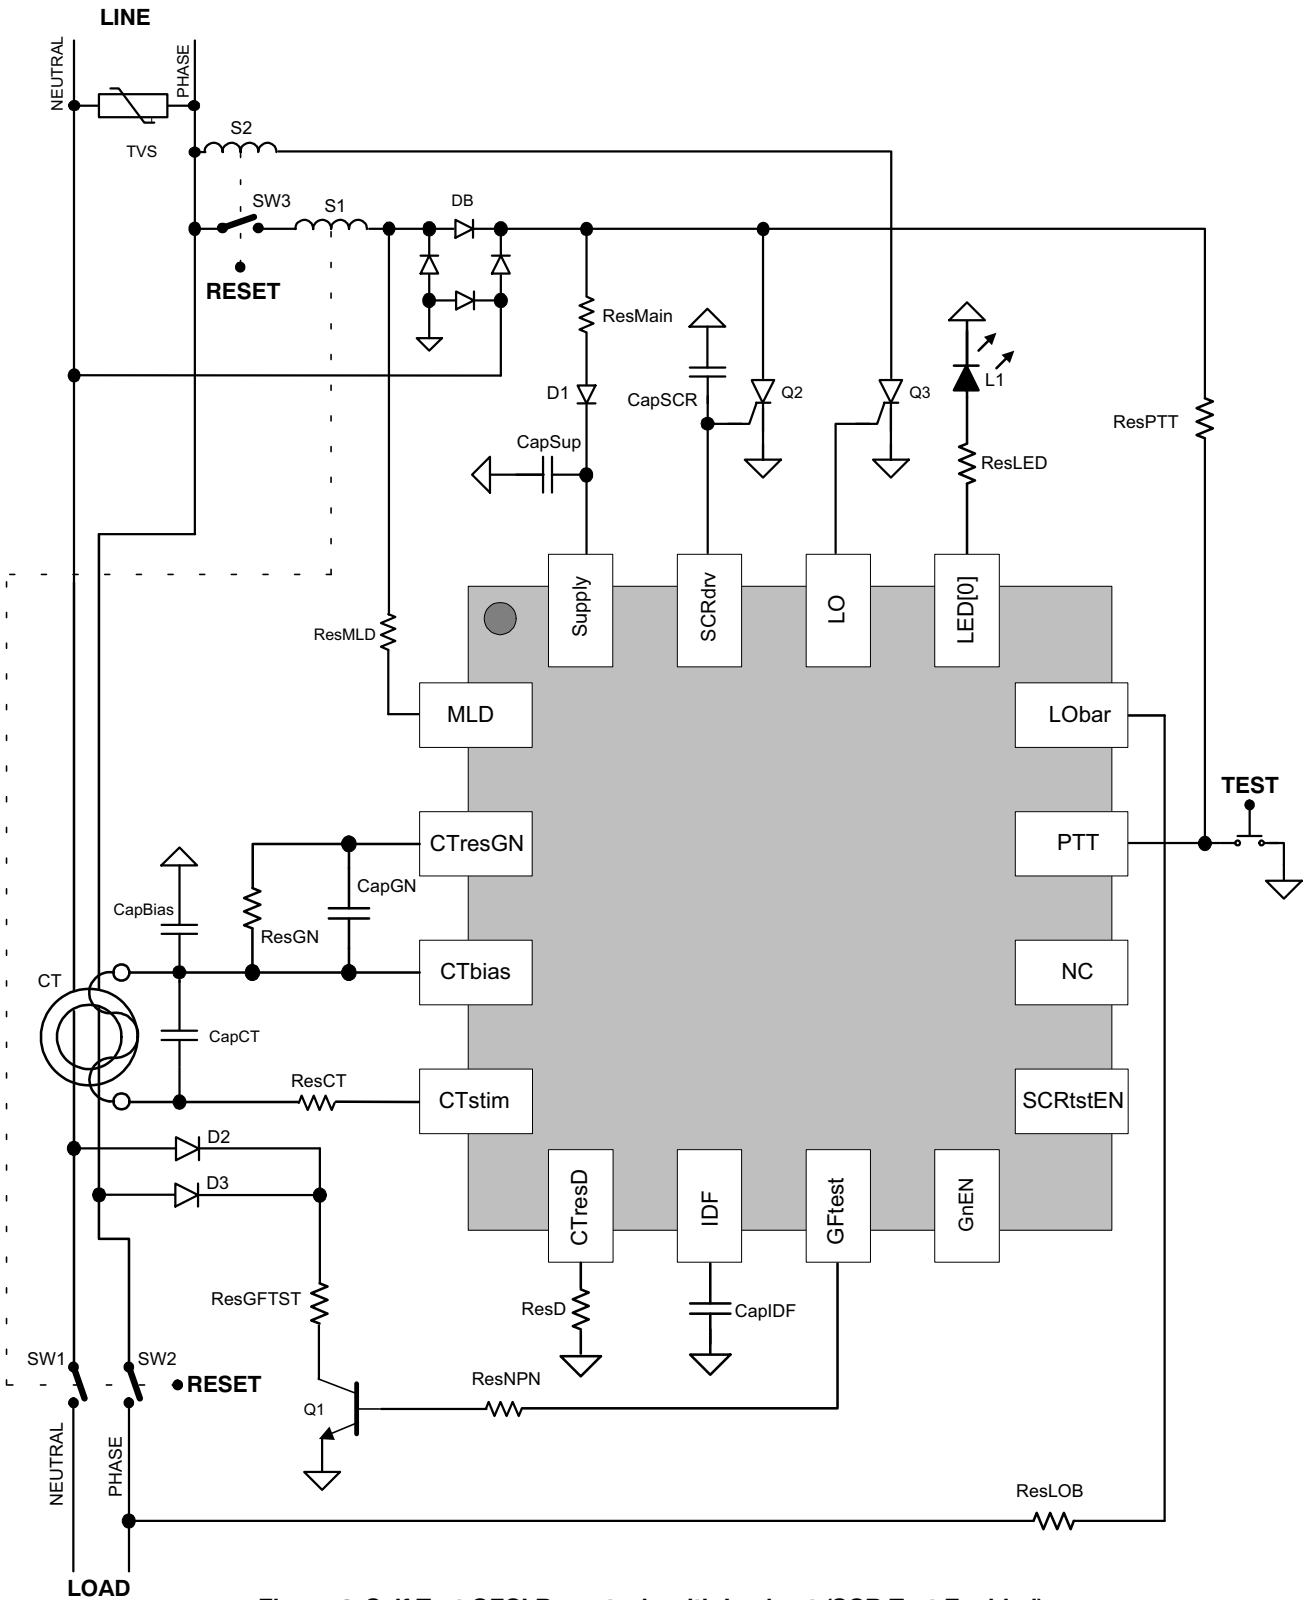 LINE
NEUTRAL
PHASE
TVS
S2
SW3
S1
DB
RESET
ResMain
D1
CapSCR
Q2
Q3
L1
ResPTT
CapSup
ResLED
Supply
SCRdrv
LO
LED[0]
ResMLD
MLD
LObar
TEST
CTresGN
PTT
CapGN
CapBias
ResGN
CTbias
NC
CT
CapCT
ResCT
CTstim
SCRtstEN
D2
D3
CTresD
IDF
GFtest
GnEN
ResGFTST
ResD
CapIDF
SW1
SW2
RESET
ResNPN
Q1
NEUTRAL
PHASE
ResLOB
LOAD